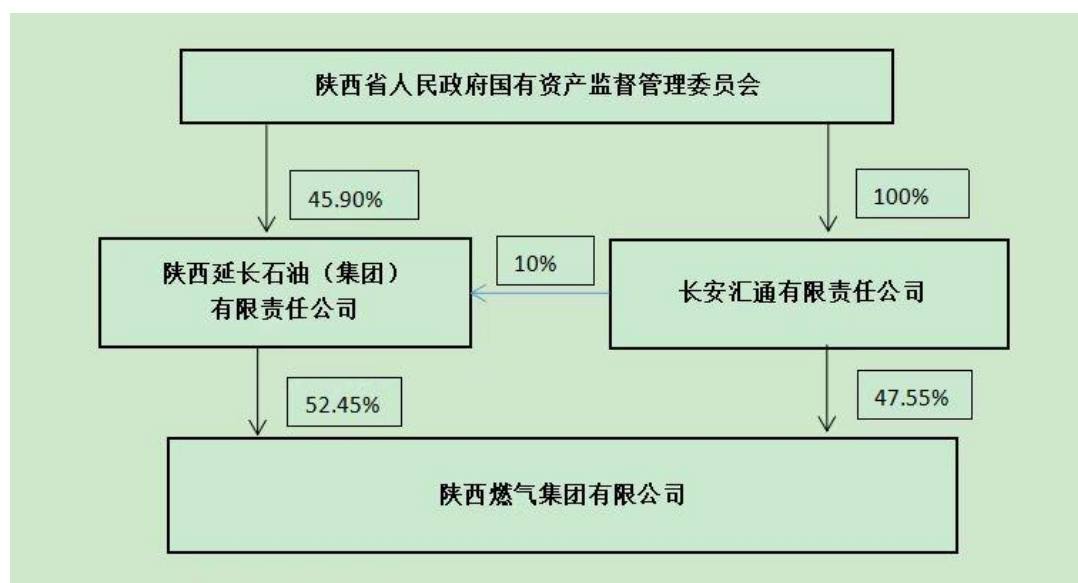 陕西省人民政府国有资产监督管理委员会
45.90%
100%
陕西延长石油（集团）
有限责任公司
10%
长安汇通有限责任公司
52.45%
47.55%
陕西燃气集团有限公司